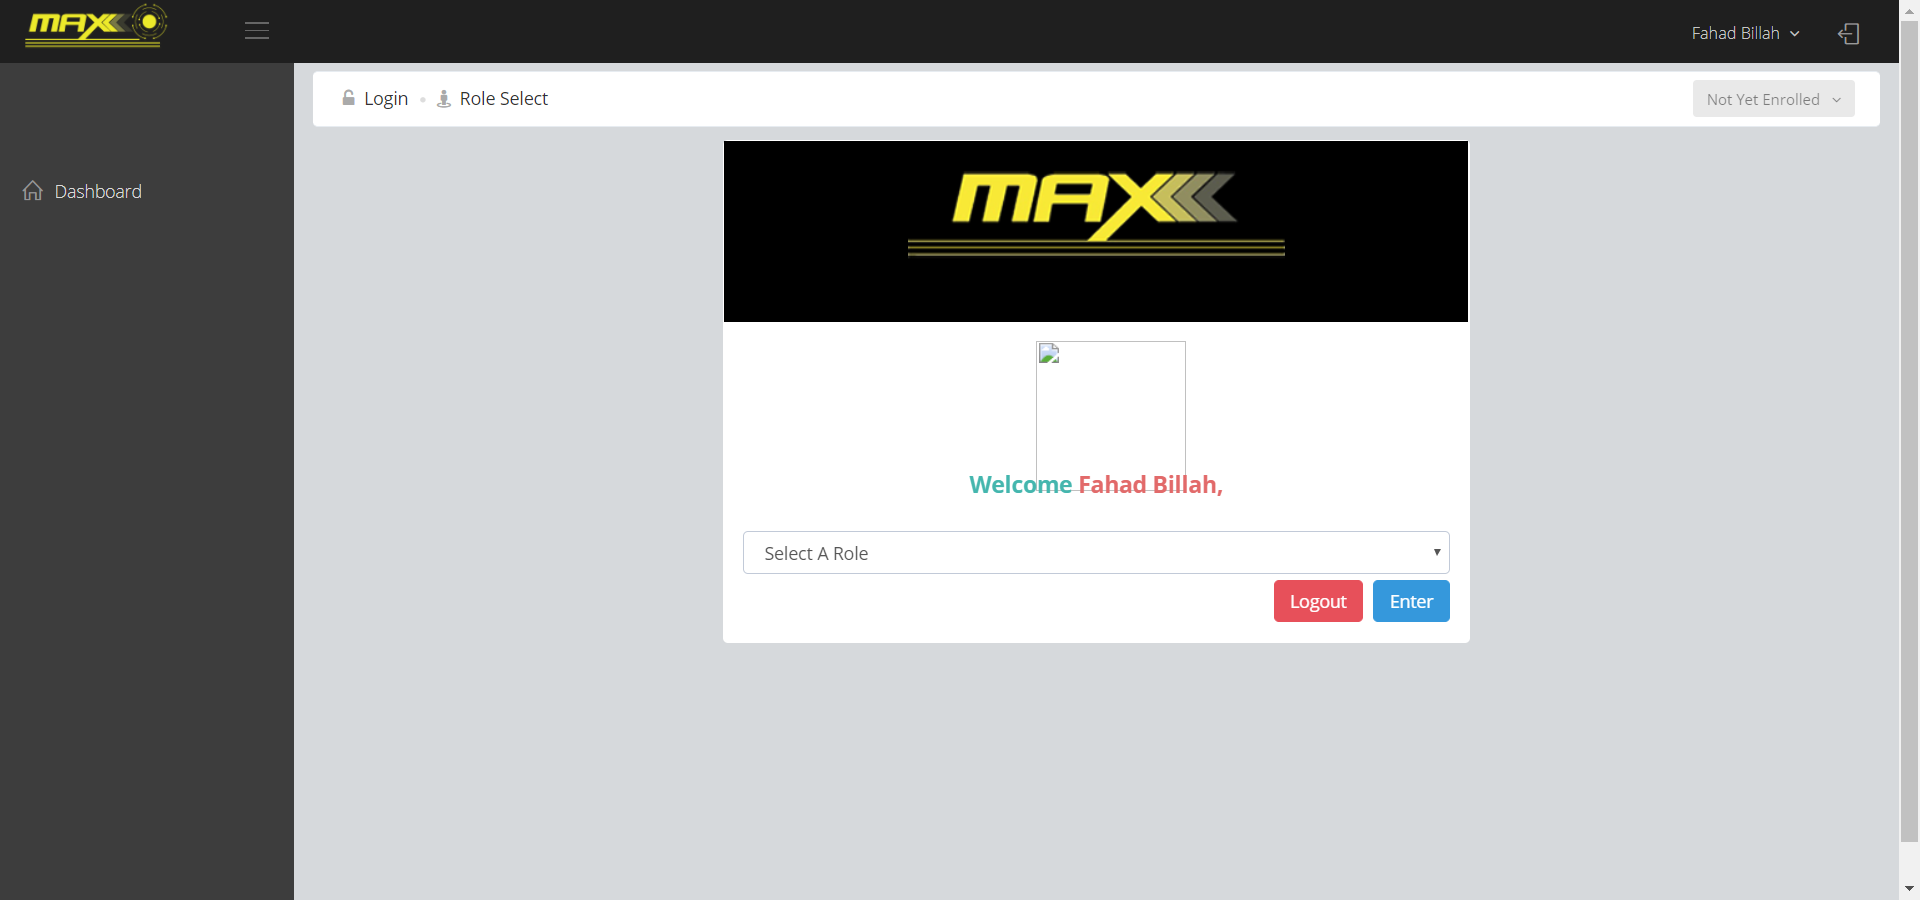 MAX
Fahad Billah
Login
Role Select
Not Yet Enrolled
Dashboard
MAX
Welcome Fahad Billah,
Select A Role
Logout
Enter